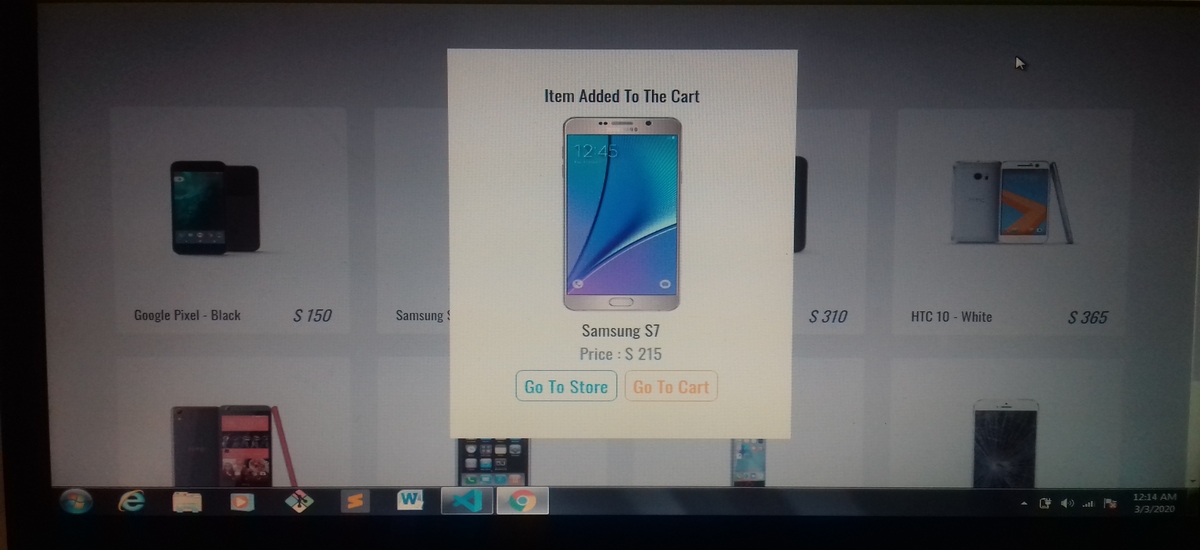 Item Added To The Cart
12:45
Google Pixel - Black
$ 150
Samsung
$ 310
HTC 10 - White
$ 365
Samsung S7
Price : $ 215
Go To Store
Go To Cart
12:14 AM
3/3/2020